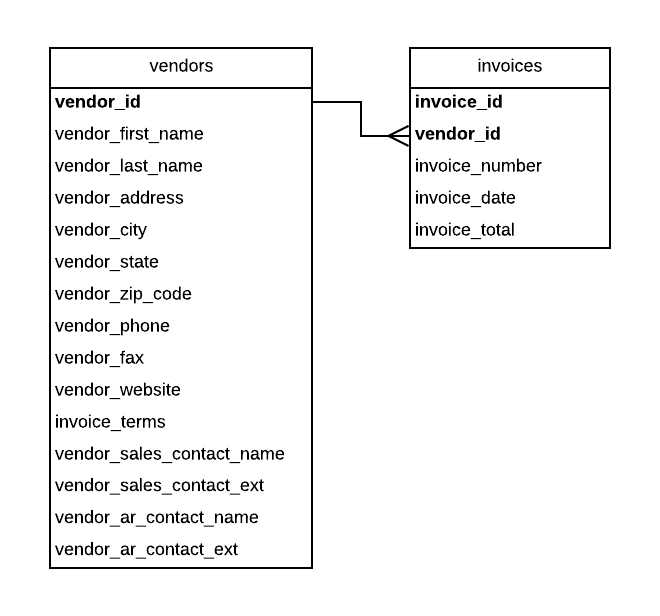 vendors
vendor_id
vendor_first_name
vendor_last_name
vendor_address
vendor_city
vendor_state
vendor_zip_code
vendor_phone
vendor_fax
vendor_website
invoice_terms
vendor_sales_contact_name
vendor_sales_contact_ext
vendor_ar_contact_name
vendor_ar_contact_ext
invoices
invoice_id
vendor_id
invoice_number
invoice_date
invoice_total